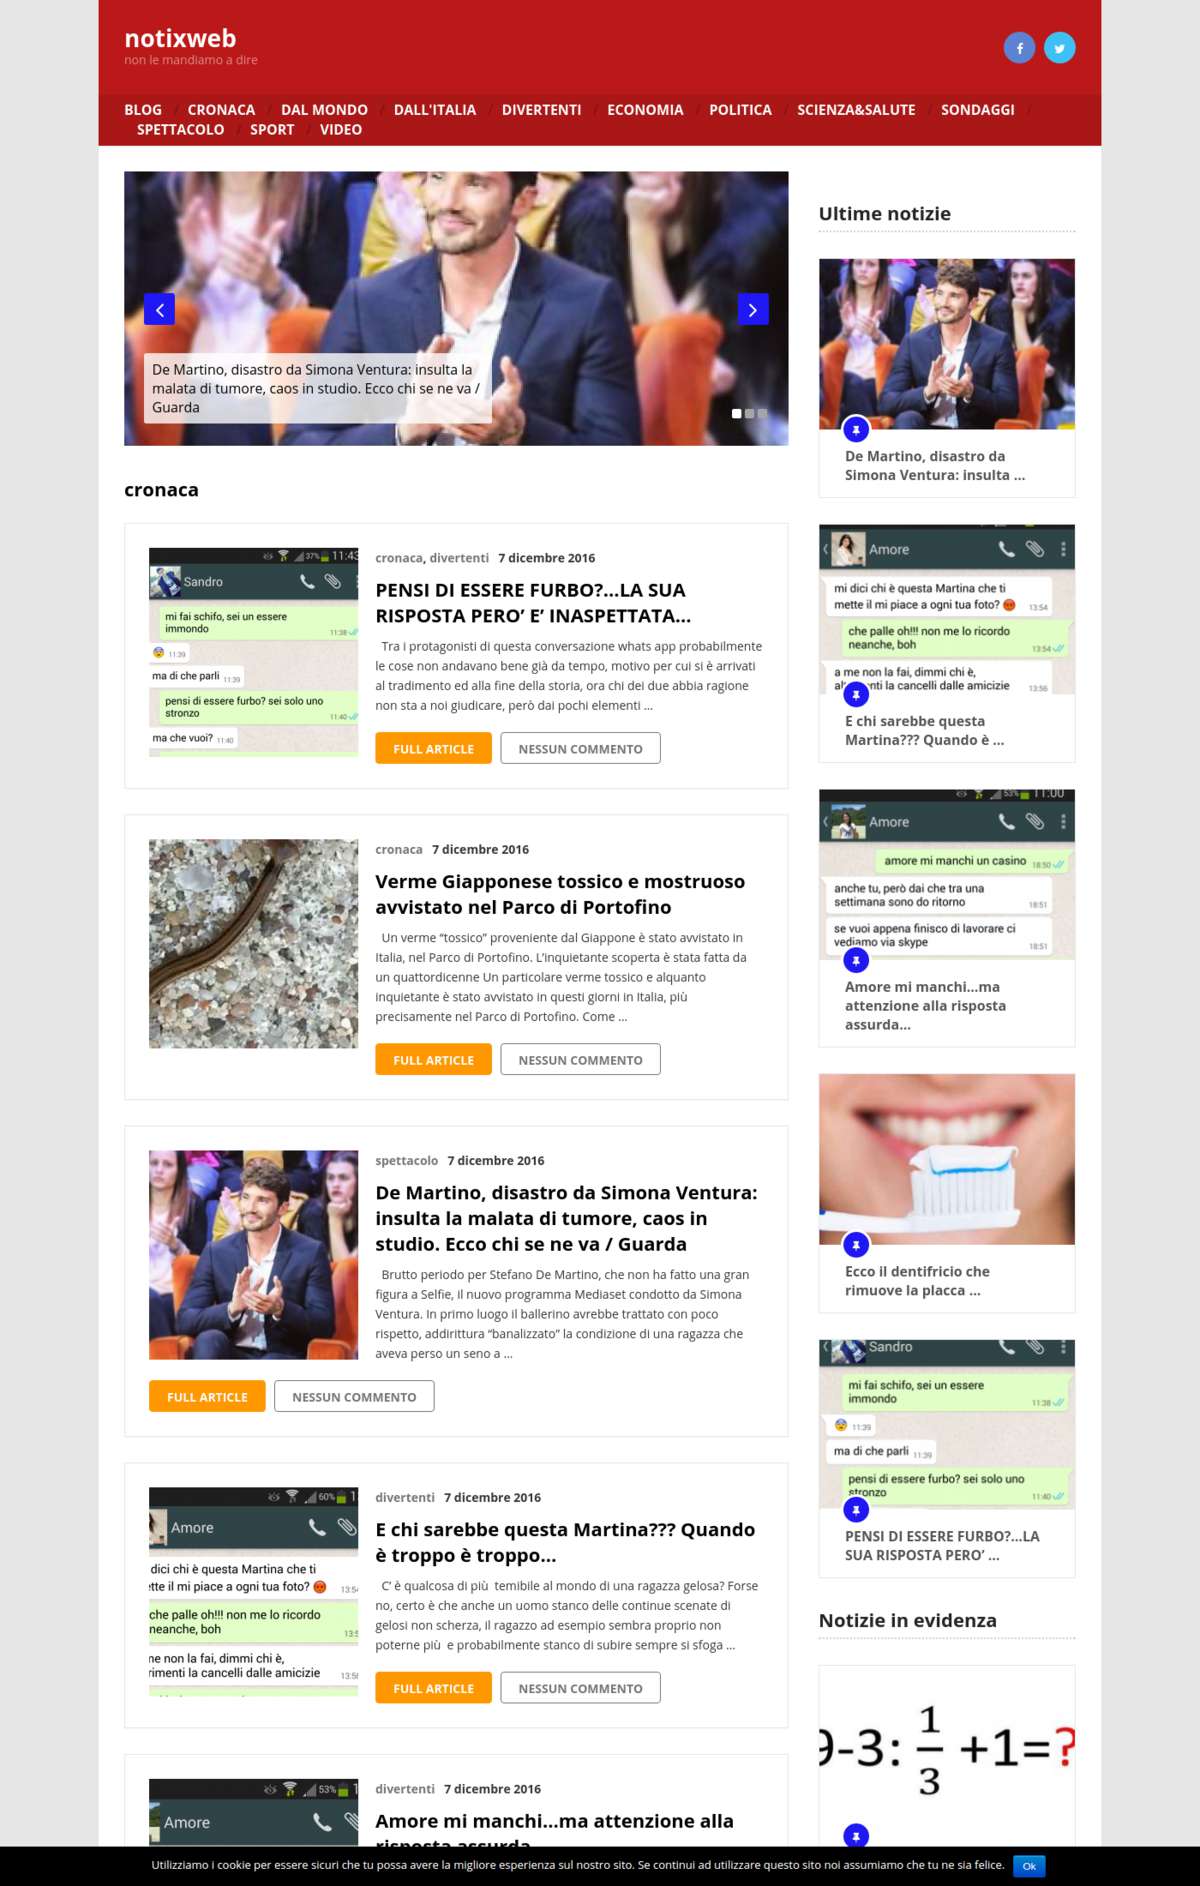 notixweb
non le mandiamo a dire
BLOG / CRONACA / DAL MONDO / DALL'ITALIA / DIVERTENTI / ECONOMIA / POLITICA / SCIENZA&SALUTE / SONDAGGI /
SPETTACOLO / SPORT / VIDEO
De Martino, disastro da Simona Ventura: insulta la
malata di tumore, caos in studio. Ecco chi se ne va /
Guarda
cronaca
37% 11:43
Sandro
mi fai schifo, sei un essere
immondo
11:38
11:39
ma di che parli 11:39
pensi di essere furbo? sei solo uno
stronzo
11:40
ma che vuoi? 11:40
cronaca, divertenti 7 dicembre 2016
PENSI DI ESSERE FURBO?…LA SUA
RISPOSTA PERO’ E’ INASPETTATA…
Tra i protagonisti di questa conversazione whats app probabilmente
le cose non andavano bene già da tempo, motivo per cui si è arrivati
al tradimento ed alla fine della storia, ora chi dei due abbia ragione
non sta a noi giudicare, però dai pochi elementi ...
FULL ARTICLE
NESSUN COMMENTO
cronaca 7 dicembre 2016
Verme Giapponese tossico e mostruoso
avvistato nel Parco di Portofino
Un verme “tossico” proveniente dal Giappone è stato avvistato in
Italia, nel Parco di Portofino. L’inquietante scoperta è stata fatta da
un quattordicenne Un particolare verme tossico e alquanto
inquietante è stato avvistato in questi giorni in Italia, più
precisamente nel Parco di Portofino. Come ...
FULL ARTICLE
NESSUN COMMENTO
spettacolo 7 dicembre 2016
De Martino, disastro da Simona Ventura:
insulta la malata di tumore, caos in
studio. Ecco chi se ne va / Guarda
Brutto periodo per Stefano De Martino, che non ha fatto una gran
figura a Selfie, il nuovo programma Mediaset condotto da Simona
Ventura. In primo luogo il ballerino avrebbe trattato con poco
rispetto, addirittura “banalizzato” la condizione di una ragazza che
aveva perso un seno a ...
FULL ARTICLE
NESSUN COMMENTO
60% 1
Amore
dici chi è questa Martina che ti
tte il mi piace a ogni tua foto? 13:54
che palle oh!!! non me lo ricordo
neanche, boh
13:5
ne non la fai, dimmi chi è,
rimenti la cancelli dalle amicizie 13:56
divertenti 7 dicembre 2016
E chi sarebbe questa Martina??? Quando
è troppo è troppo…
C’ è qualcosa di più temibile al mondo di una ragazza gelosa? Forse
no, certo è che anche un uomo stanco delle continue scenate di
gelosi non scherza, il ragazzo ad esempio sembra proprio non
poterne più e probabilmente stanco di subire sempre si sfoga ...
FULL ARTICLE
NESSUN COMMENTO
53% 1
Amore
divertenti 7 dicembre 2016
Amore mi manchi…ma attenzione alla
risposta assurda
Ultime notizie
De Martino, disastro da
Simona Ventura: insulta ...
Amore
mi dici chi è questa Martina che ti
mette il mi piace a ogni tua foto? 13:54
che palle oh!!! non me lo ricordo
neanche, boh 13:54
a me non la fai, dimmi chi è,
nti la cancelli dalle amicizie 13:56
E chi sarebbe questa
Martina??? Quando è ...
53% 11:00
Amore
amore mi manchi un casino 18:50
anche tu, però dai che tra una
settimana sono do ritorno 18:51
se vuoi appena finisco di lavorare ci
vediamo via skype 18:51
Amore mi manchi…ma
attenzione alla risposta
assurda…
Ecco il dentifricio che
rimuove la placca ...
Sandro
mi fai schifo, sei un essere
immondo 11:38
11:39
ma di che parli 11:39
pensi di essere furbo? sei solo uno
stronzo 11:40
PENSI DI ESSERE FURBO?…LA
SUA RISPOSTA PERO’ ...
Notizie in evidenza
9-3: 1/3 +1=?
Utilizziamo i cookie per essere sicuri che tu possa avere la migliore esperienza sul nostro sito. Se continui ad utilizzare questo sito noi assumiamo che tu ne sia felice. Ok